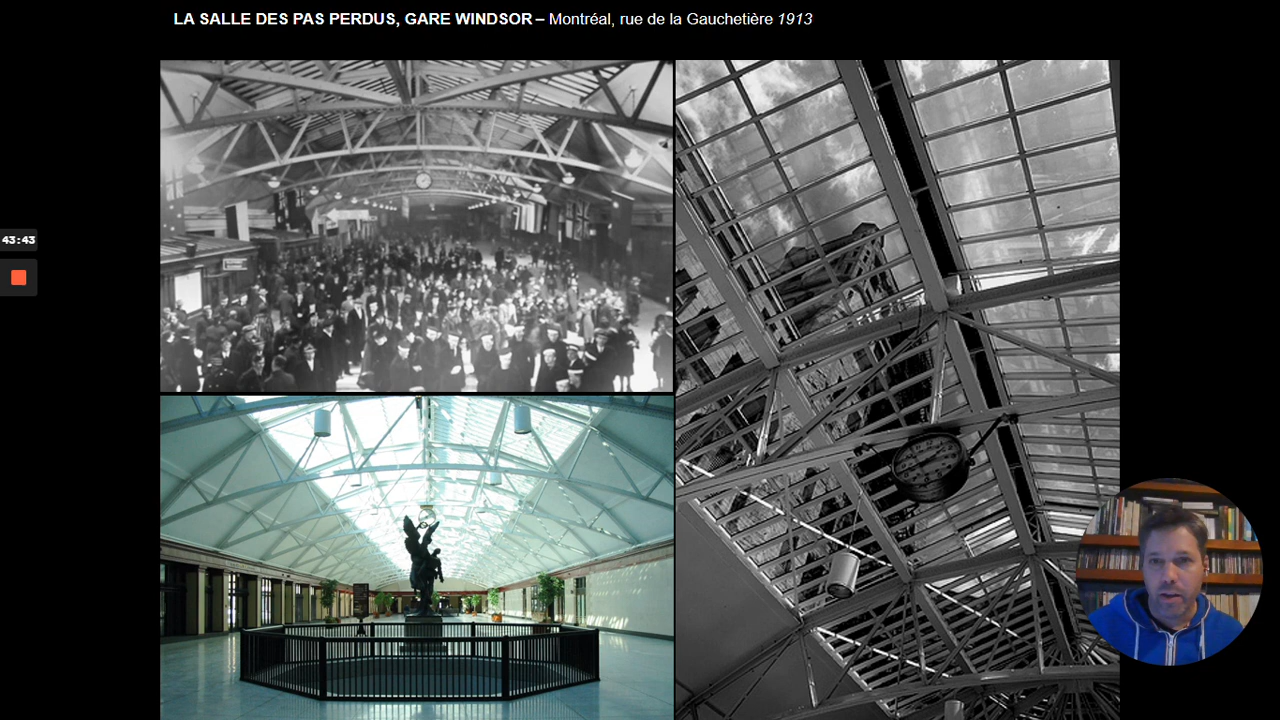 LA SALLE DES PAS PERDUS, GARE WINDSOR – Montréal, rue de la Gauchetière 1913
43:43